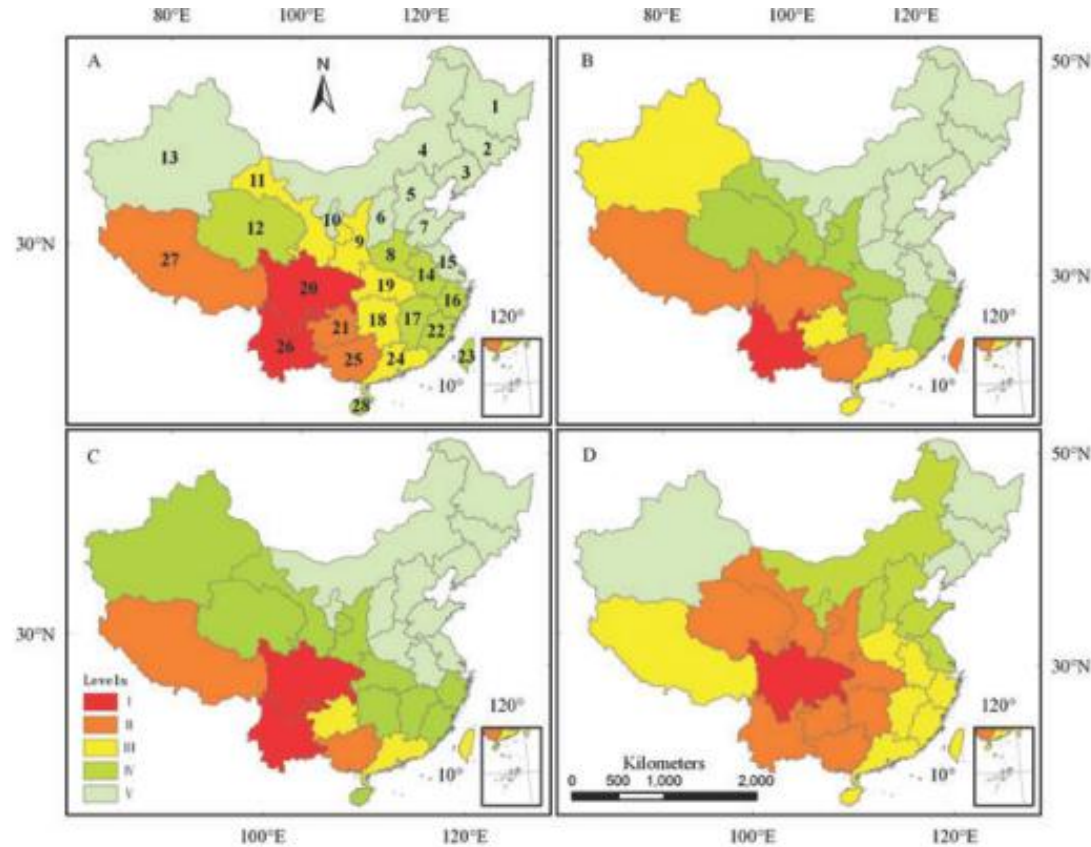 80°E 100°E 120°E 80°E 100°E 120°E
A N B 50°N
1
2
13 4 3
11 5
10 6 7
12 9
30°N 8 30°N
27 15
14
20 19 16
18 17
21 22 120° 120°
26 25 24 23
10° 10°
28
C D 50°N
30°N 30°N
Levels
I 120° 120°
II
III
IV Kilometers 10° 10°
V 0 500 1,000 2,000
100°E 120°E 100°E 120°E